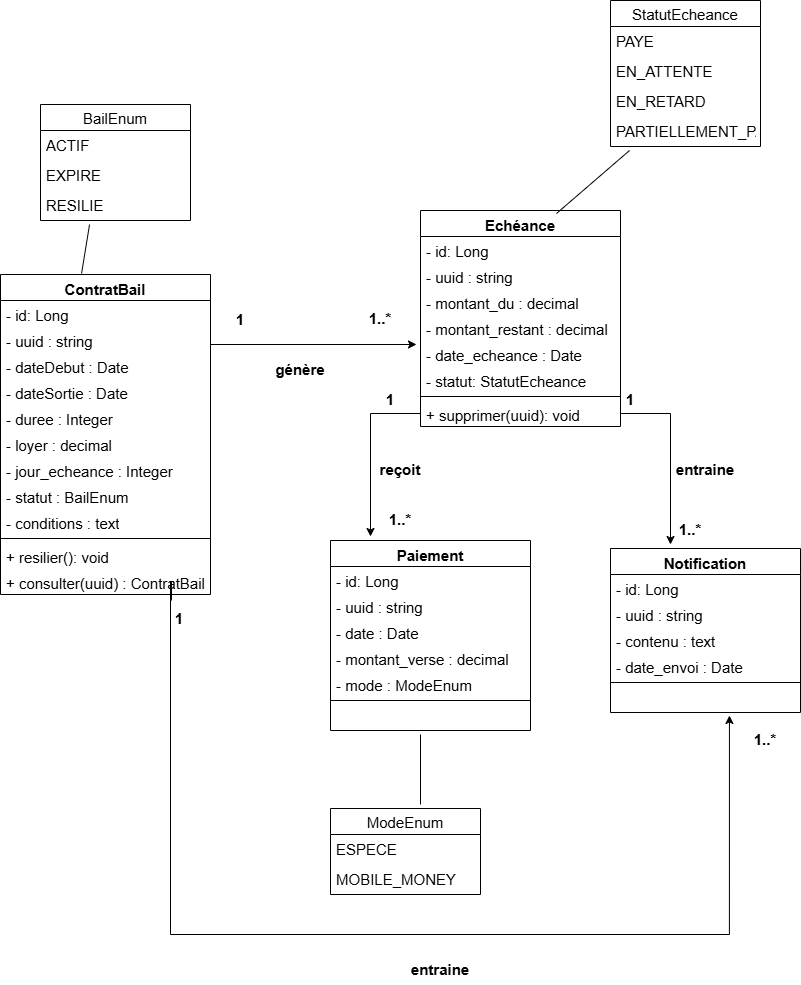 StatutEcheance
PAYE
EN_ATTENTE
EN_RETARD
PARTIELLEMENT_P.
BailEnum
ACTIF
EXPIRE
RESILIE
ContratBail
- id: Long
- uuid : string
- dateDebut : Date
- dateSortie : Date
- duree : Integer
- loyer : decimal
- jour_echeance : Integer
- statut : BailEnum
- conditions : text
+ resilier(): void
+ consulter(uuid) : ContratBail
1
1..*
génère
Echéance
- id: Long
- uuid : string
- montant_du : decimal
- montant_restant : decimal
- date_echeance : Date
- statut: StatutEcheance
+ supprimer(uuid): void
1
reçoit
1..*
1
entraine
1..*
Paiement
- id: Long
- uuid : string
- date : Date
- montant_verse : decimal
- mode : ModeEnum
Notification
- id: Long
- uuid : string
- contenu : text
- date_envoi : Date
ModeEnum
ESPECE
MOBILE_MONEY
1
1..*
entraine